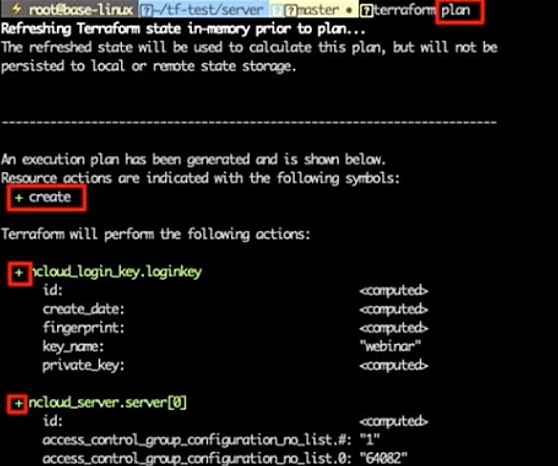 ⚡ root@base-linux ~/tf-test/server master ● terraform plan
Refreshing Terraform state in-memory prior to plan...
The refreshed state will be used to calculate this plan, but will not be
persisted to local or remote state storage.
------------------------------------------------------------------------
An execution plan has been generated and is shown below.
Resource actions are indicated with the following symbols:
+ create
Terraform will perform the following actions:
+ ncloud_login_key.loginkey
id: <computed>
create_date: <computed>
fingerprint: <computed>
key_name: "webinar"
private_key: <computed>
+ ncloud_server.server[0]
id: <computed>
access_control_group_configuration_no_list.#: "1"
access_control_group_configuration_no_list.0: "64082"